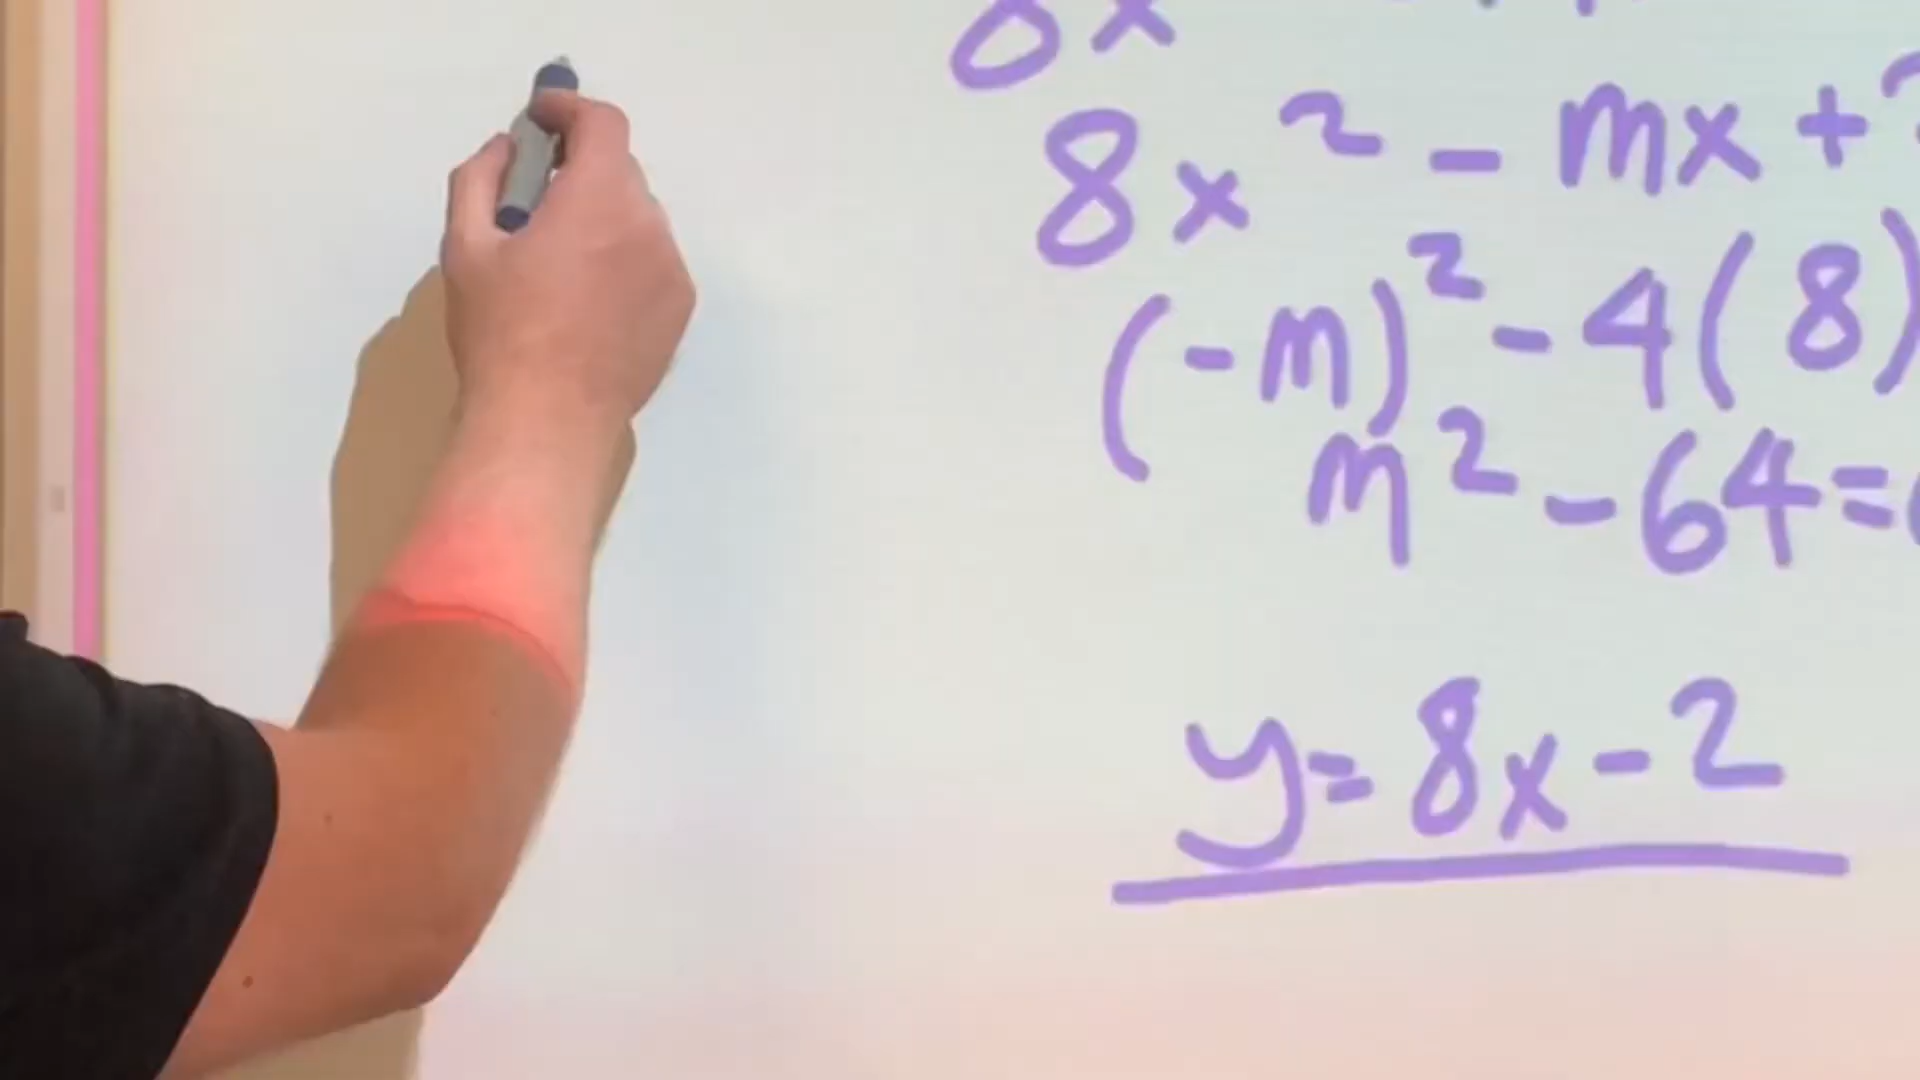 8x
8x² - mx +
(-m)² - 4(8)
m² - 64 =
y = 8x - 2